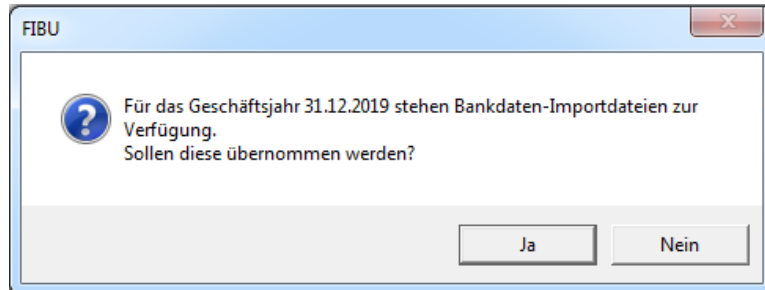 FIBU
Für das Geschäftsjahr 31.12.2019 stehen Bankdaten-Importdateien zur
Verfügung.
Sollen diese übernommen werden?
Ja
Nein